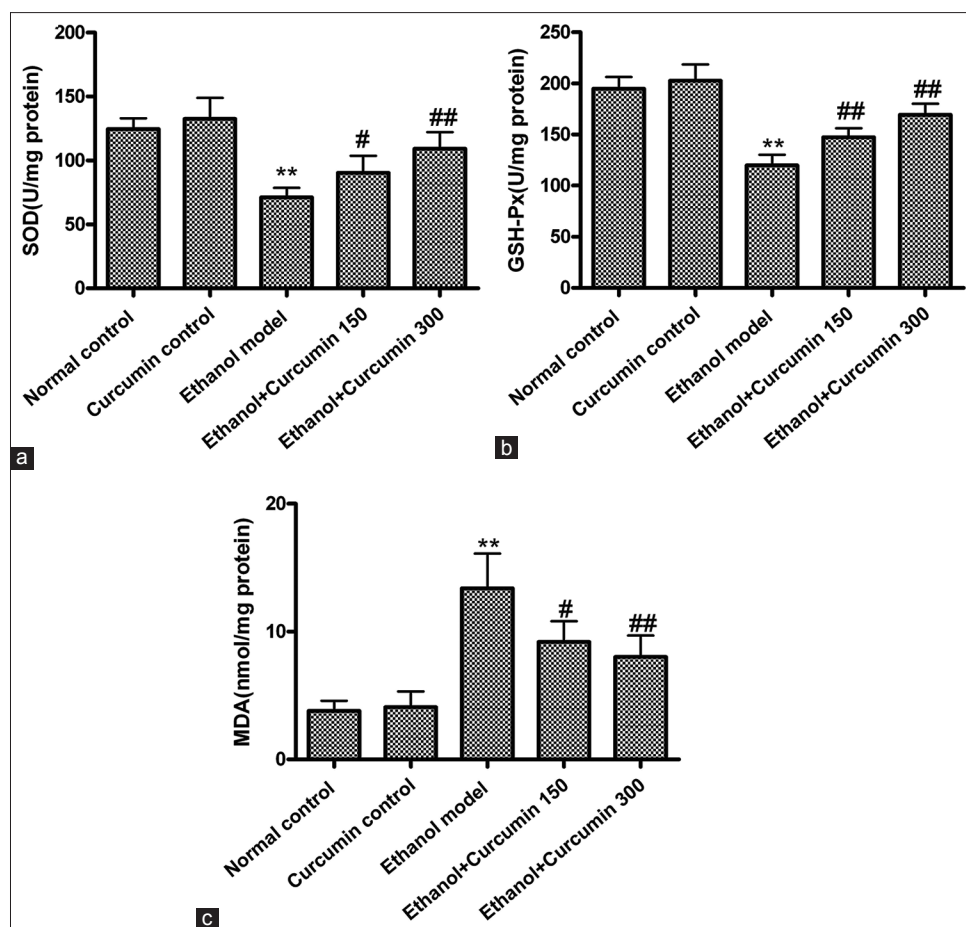 200
150
100
50
0
SOD(U/mg protein)
**
#
##
Normal control
Curcumin control
Ethanol model
Ethanol+Curcumin 150
Ethanol+Curcumin 300
a
250
200
150
100
50
0
GSH-Px(U/mg protein)
**
##
##
Normal control
Curcumin control
Ethanol model
Ethanol+Curcumin 150
Ethanol+Curcumin 300
b
20
10
0
MDA(nmol/mg protein)
**
#
##
Normal control
Curcumin control
Ethanol model
Ethanol+Curcumin 150
Ethanol+Curcumin 300
c